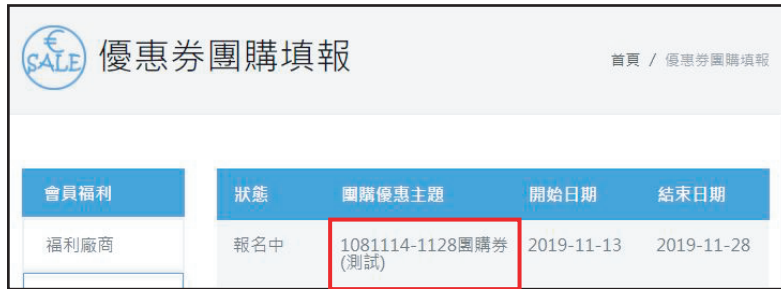 €
SALE
優惠券團購填報
首頁 / 優惠券團購填報
會員福利
狀態 團購優惠主題 開始日期 結束日期
福利廠商
報名中 1081114-1128團購券 2019-11-13 2019-11-28
(測試)